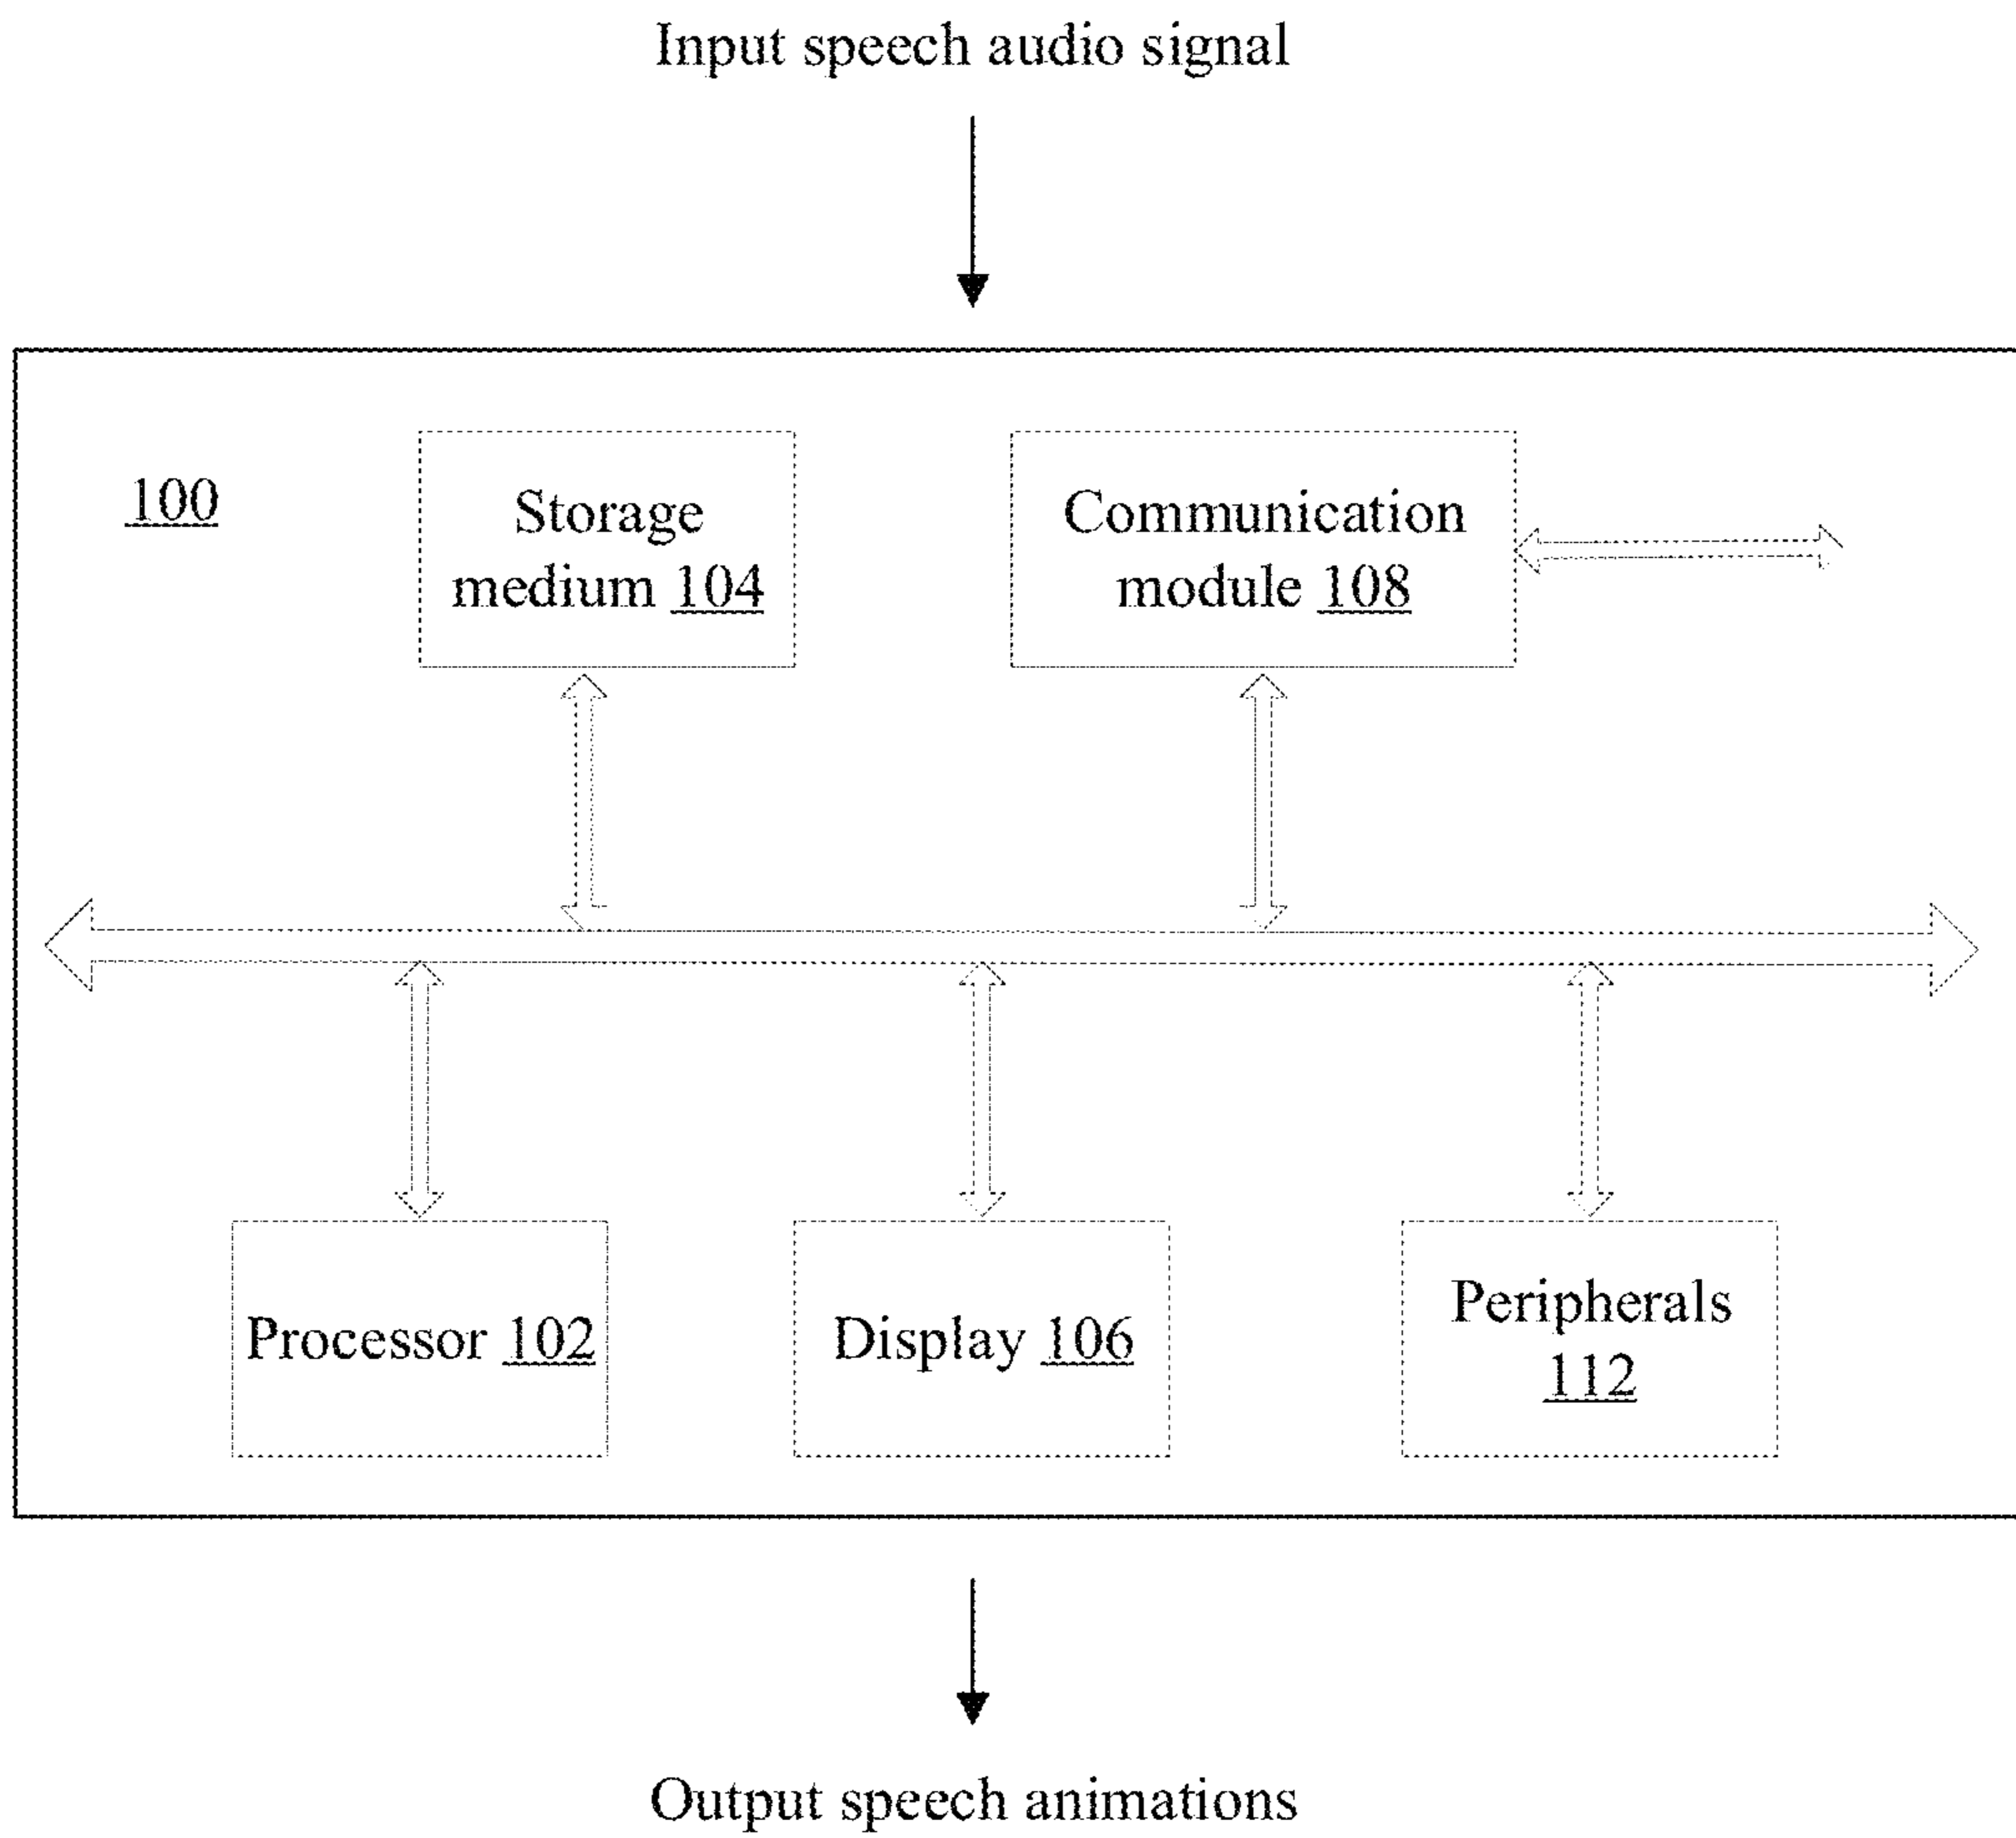 Input speech audio signal
100
Storage
medium 104
Communication
module 108
Processor 102
Display 106
Peripherals
112
Output speech animations